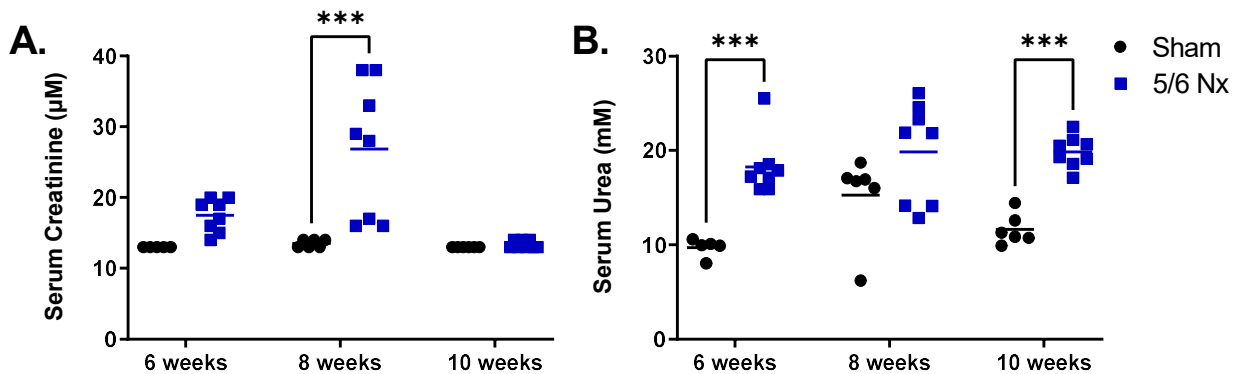 A.
***
Serum Creatinine (µM)
40
30
20
10
0
6 weeks
8 weeks
10 weeks
B.
***
***
Serum Urea (mM)
30
20
10
0
6 weeks
8 weeks
10 weeks
Sham
5/6 Nx